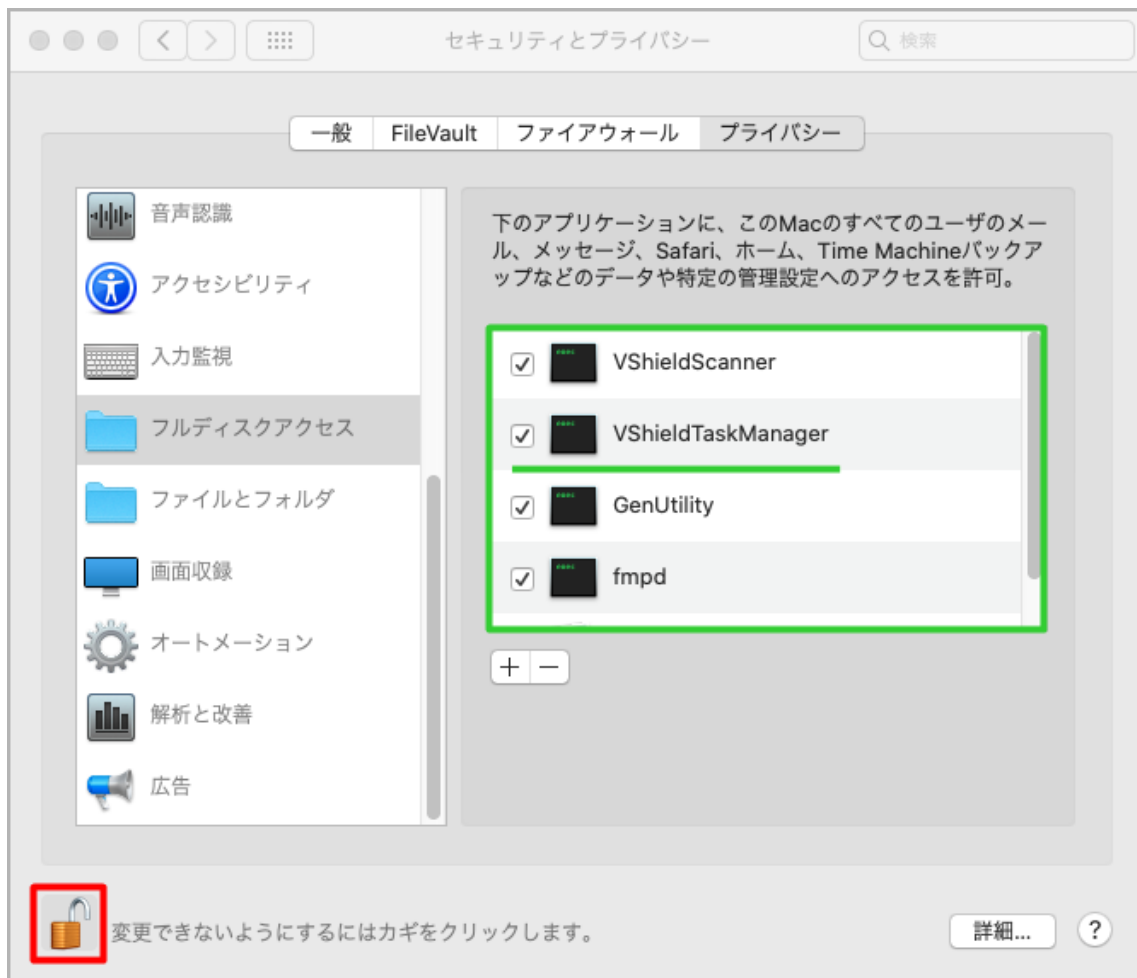 セキュリティとプライバシー
検索
一般
FileVault
ファイアウォール
プライバシー
音声認識
アクセシビリティ
入力監視
フルディスクアクセス
ファイルとフォルダ
画面収録
オートメーション
解析と改善
広告
下のアプリケーションに、このMacのすべてのユーザのメー
ル、メッセージ、Safari、ホーム、Time Machineバックア
ップなどのデータや特定の管理設定へのアクセスを許可。
VShieldScanner
VShieldTaskManager
GenUtility
fmpd
変更できないようにするにはカギをクリックします。
詳細...
?